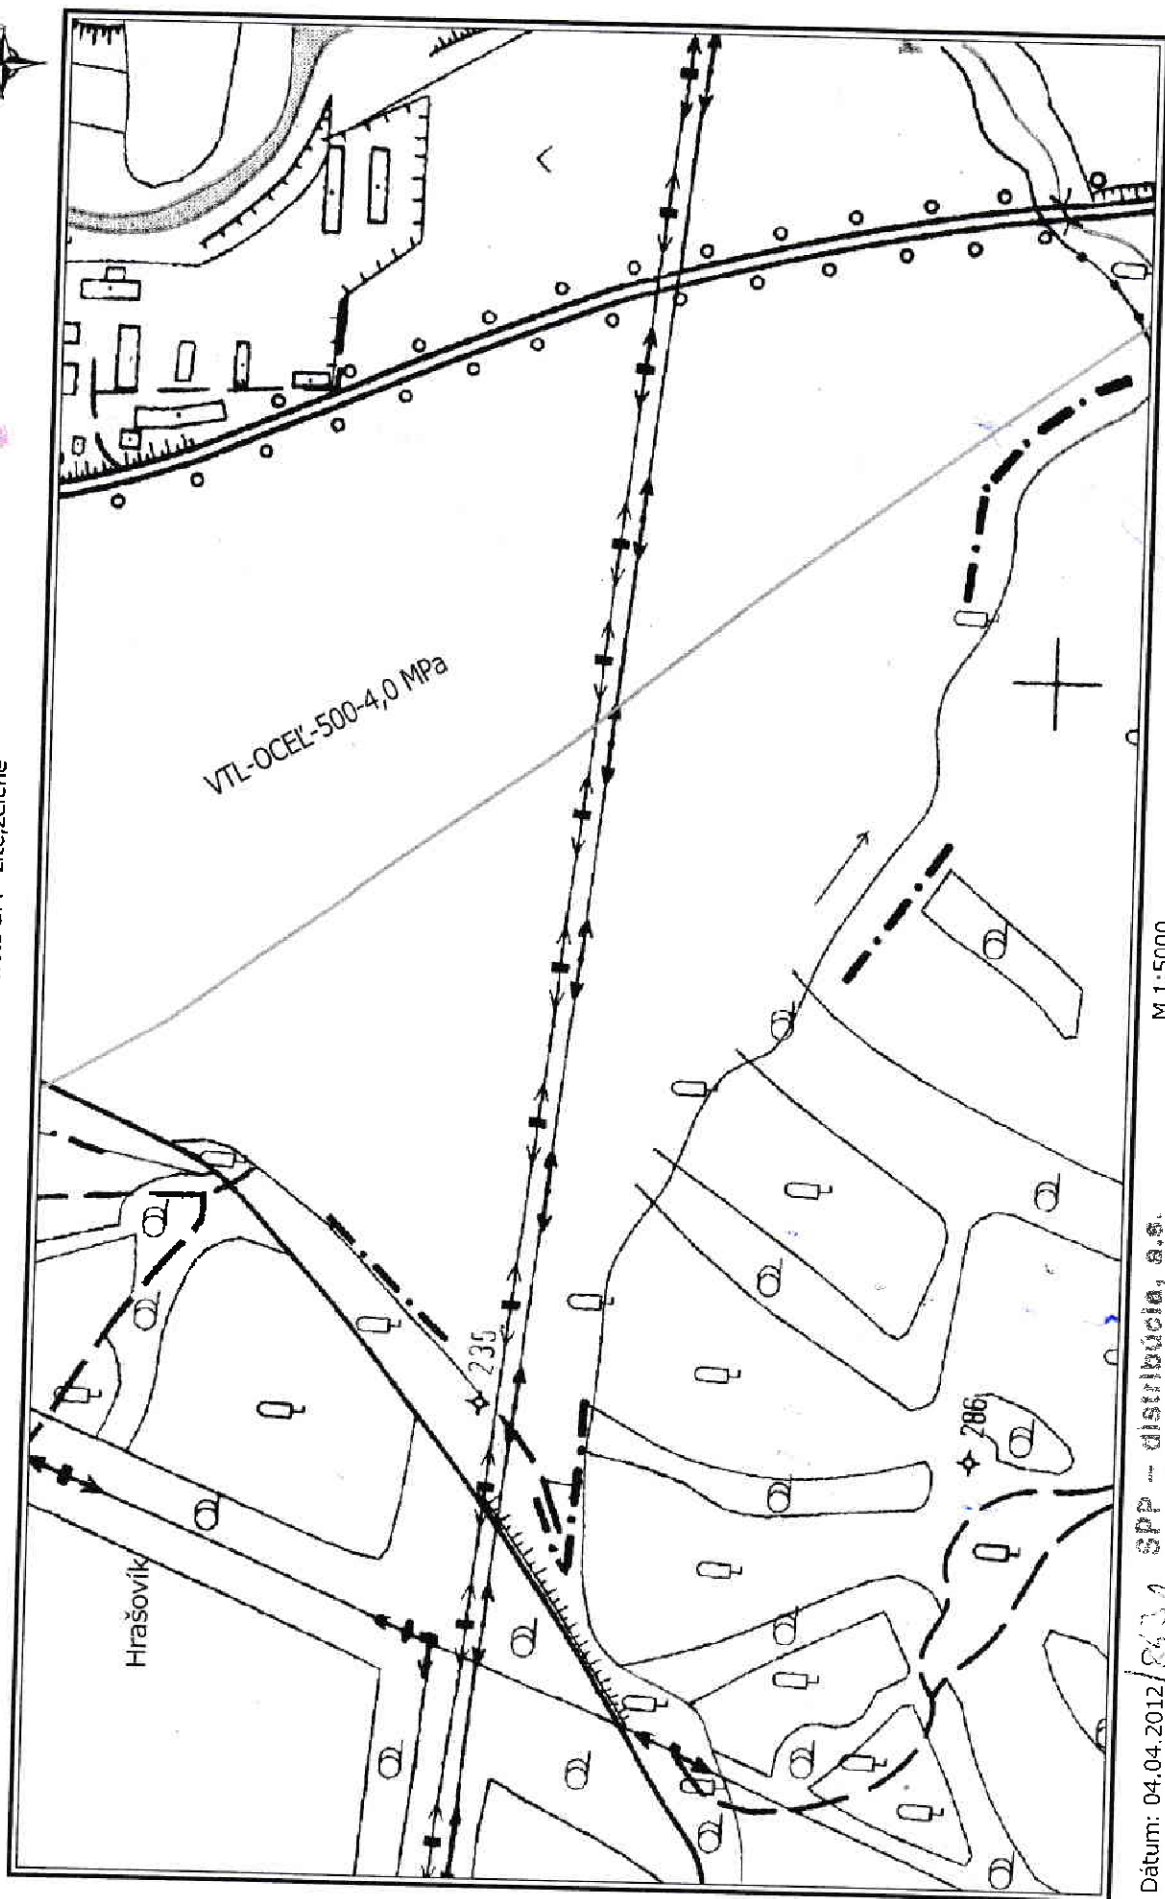 VTL-OCEĽ-500-4,0 MPa
235
286
Hrašovík
M 1:5000
Dátum: 04.04.2012
SPP - distribúcia, a.s.